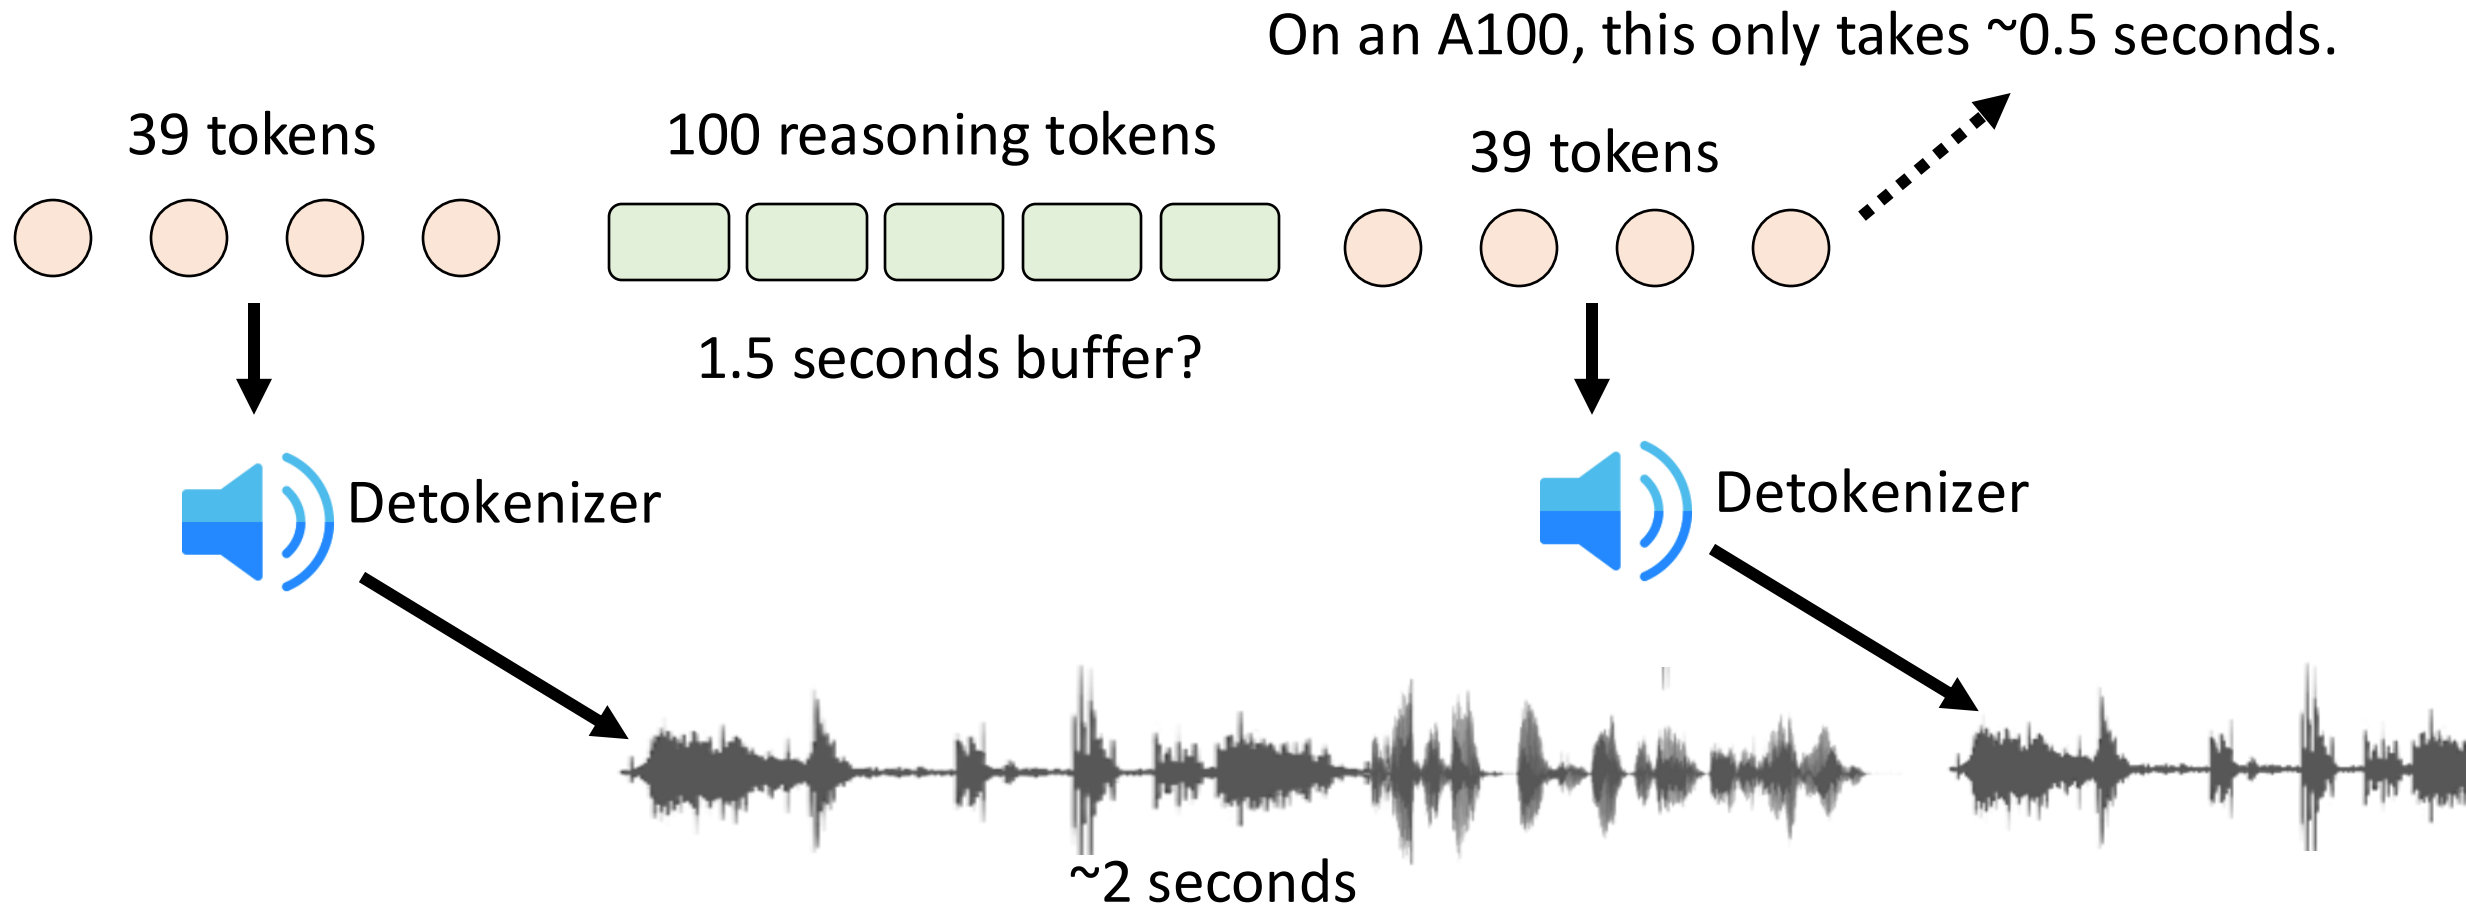 On an A100, this only takes ~0.5 seconds.
39 tokens
100 reasoning tokens
39 tokens
1.5 seconds buffer?
Detokenizer
Detokenizer
~2 seconds